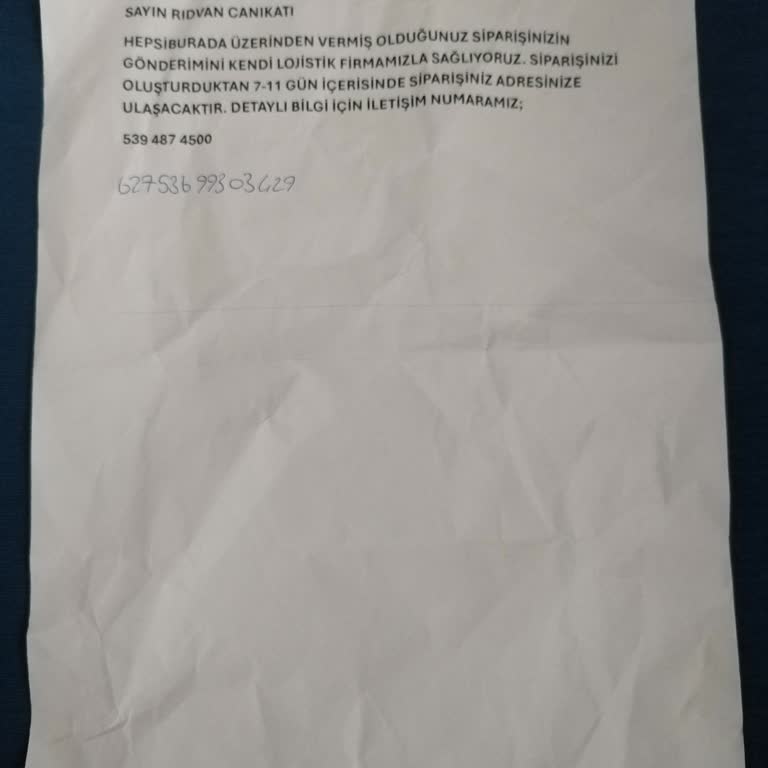 SAYIN RIDVAN CANIKATI
HEPSİBURADA ÜZERİNDEN VERMİŞ OLDUĞUNUZ SİPARİŞİNİZİN
GÖNDERİMİNİ KENDİ LOJİSTİK FİRMAMIZLA SAĞLIYORUZ. SİPARİŞİNİZİ
OLUŞTURDUKTAN 7-11 GÜN İÇERİSİNDE SİPARİŞİNİZ ADRESİNİZE
ULAŞACAKTIR. DETAYLI BİLGİ İÇİN İLETİŞİM NUMARAMIZ;
539 487 4500